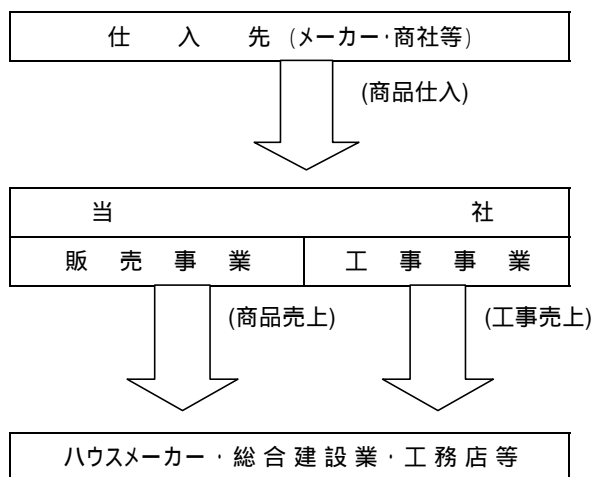 仕入先(メーカー・商社等)
(商品仕入)
当社
販売事業 工事事業
(商品売上) (工事売上)
ハウスメーカー・総合建設業・工務店等